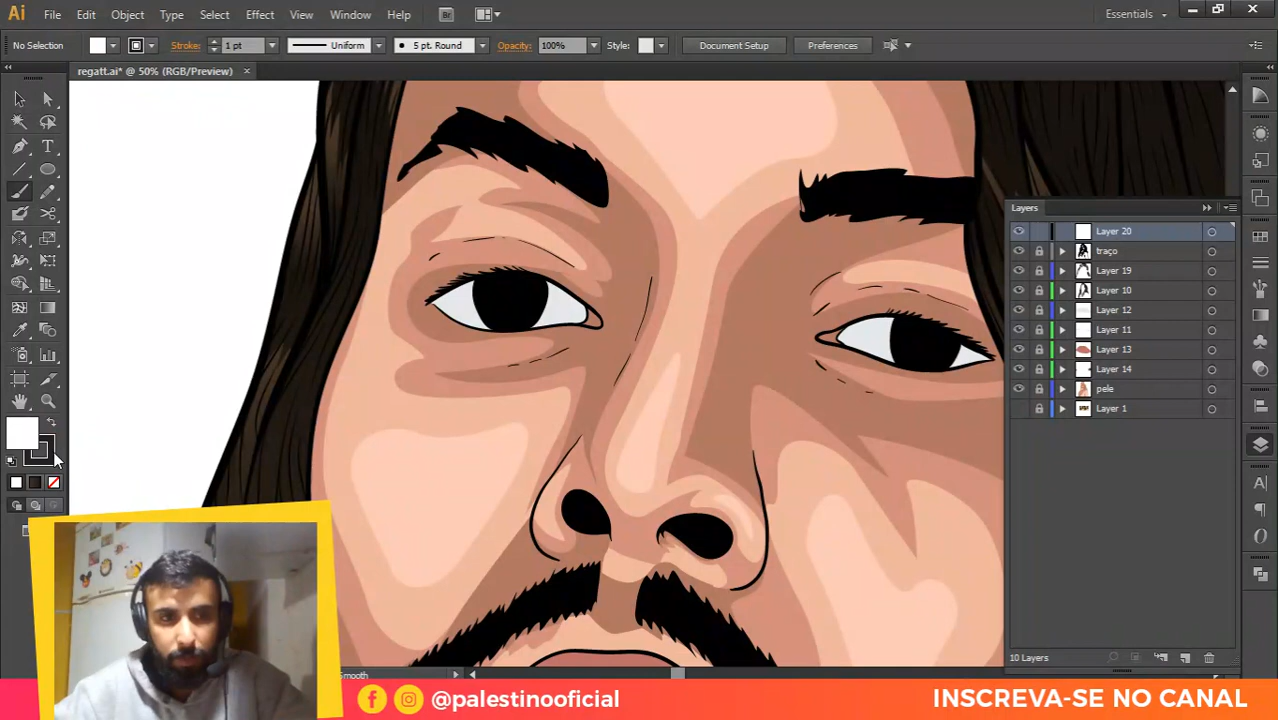 Ai File Edit Object Type Select Effect View Window Help Br Essentials
No Selection Stroke: 1 pt Uniform 5 pt. Round Opacity: 100% Style: Document Setup Preferences
regatt.ai* @ 50% (RGB/Preview)
Layers
Layer 20
traço
Layer 19
Layer 10
Layer 12
Layer 11
Layer 13
Layer 14
pele
Layer 1
10 Layers
Smooth
@palestinooficial
INSCREVA-SE NO CANAL